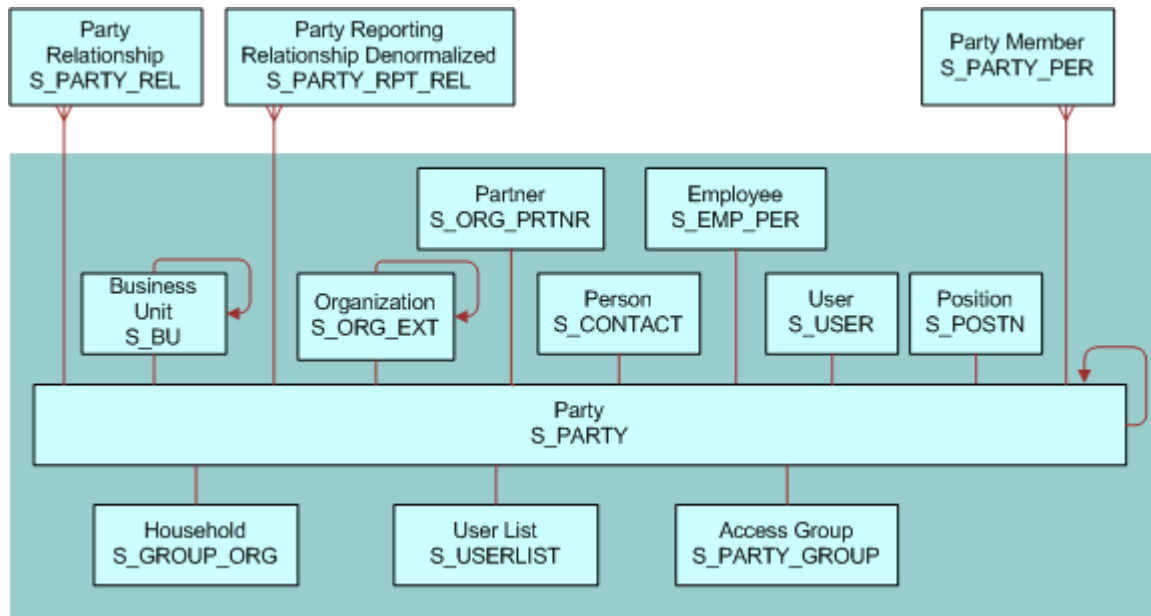 Party
Relationship
S_PARTY_REL
Party Reporting
Relationship Denormalized
S_PARTY_RPT_REL
Party Member
S_PARTY_PER
Partner
S_ORG_PRTNR
Employee
S_EMP_PER
Business
Unit
S_BU
Organization
S_ORG_EXT
Person
S_CONTACT
User
S_USER
Position
S_POSTN
Party
S_PARTY
Household
S_GROUP_ORG
User List
S_USERLIST
Access Group
S_PARTY_GROUP